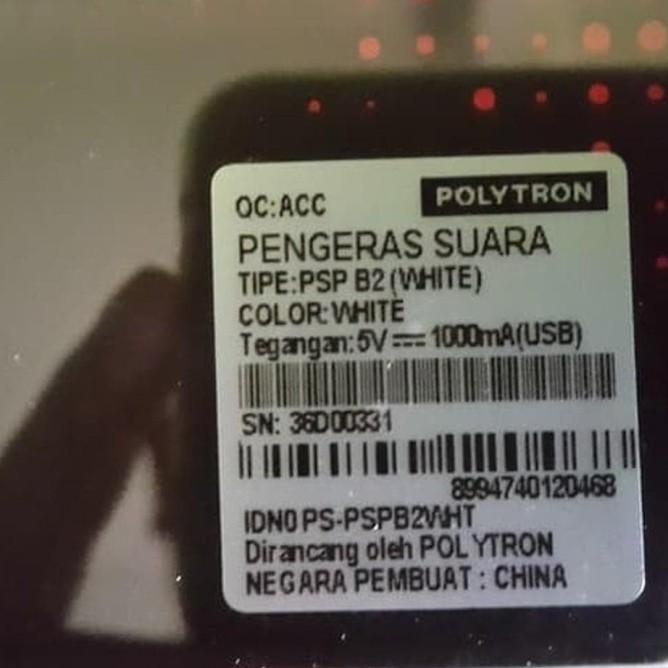 QC:ACC POLYTRON
PENGERAS SUARA
TIPE:PSP B2 (WHITE)
COLOR:WHITE
Tegangan: 5V ⎓ 1000mA(USB)
SN: 36D00331
8994740120468
IDN0 PS-PSPB2WHT
Dirancang oleh POLYTRON
NEGARA PEMBUAT : CHINA